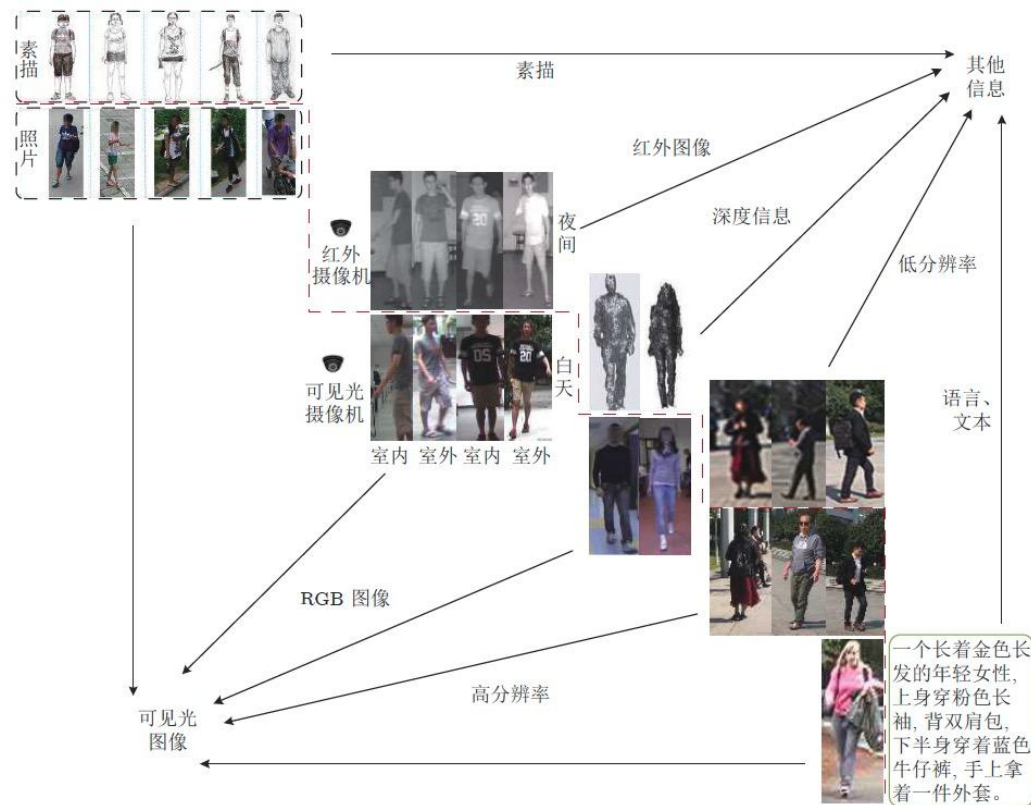 素
描
照
片
素描
其他
信息
红外图像
深度信息
低分辨率
语言、
文本
夜
间
红外
摄像机
白
天
可见光
摄像机
室内 室外 室内 室外
RGB 图像
高分辨率
可见光
图像
一个长着金色长
发的年轻女性,
上身穿粉色长
袖, 背双肩包,
下半身穿着蓝色
牛仔裤, 手上拿
着一件外套。
20
05
20